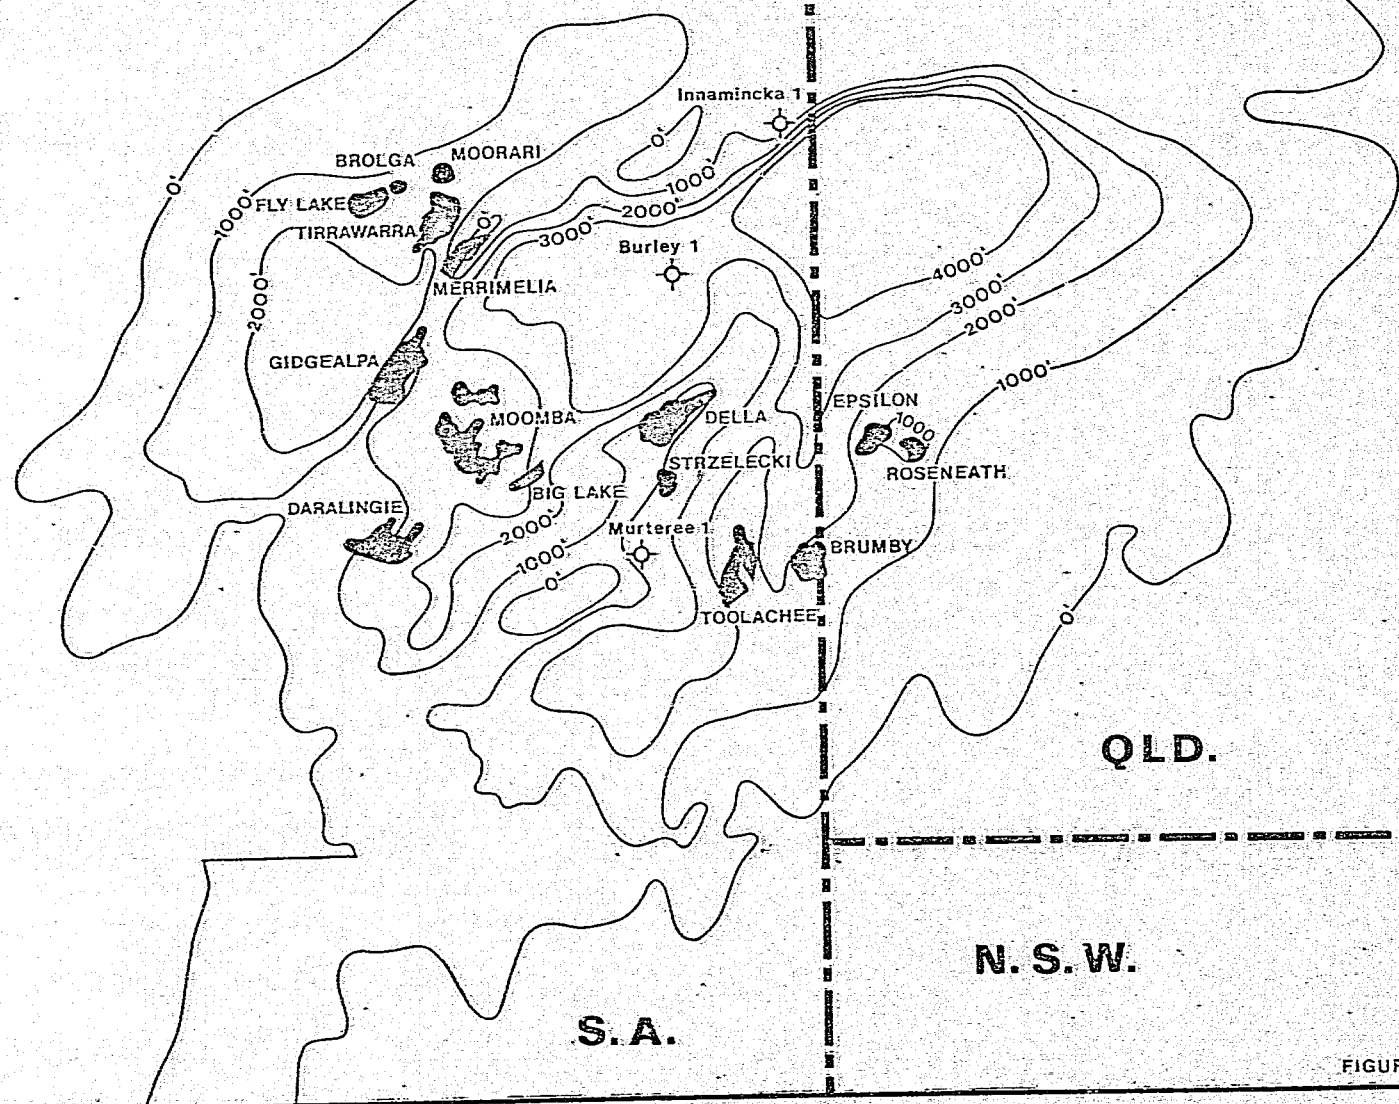 Innamincka 1
0'
BROLGA
MOORARI
0'
1000'
1000'
FLY LAKE
2000'
0'
TIRRAWARRA
3000'
Burley 1
4000'
MERRIMELIA
3000'
2000'
2000'
GIDGEALPA
1000'
EPSILON
MOOMBA
DELLA
1000
STRZELECKI
ROSENEATH
BIG LAKE
DARALINGIE
2000'
Murteree 1
BRUMBY
1000'
0'
TOOLACHEE
0'
QLD.
N.S.W.
S.A.
FIGUR